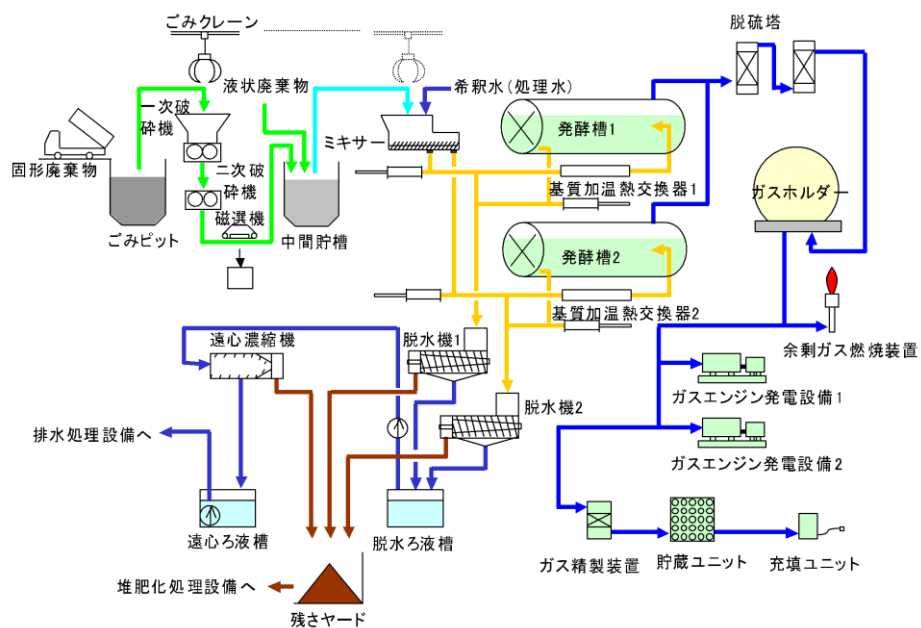 ごみクレーン
脱硫塔
液状廃棄物
希釈水(処理水)
一次破
砕機
発酵槽1
ミキサー
固形廃棄物
二次破
砕機
基質加温熱交換器1
ガスホルダー
磁選機
ごみピット
中間貯槽
発酵槽2
基質加温熱交換器2
遠心濃縮機
脱水機1
余剰ガス燃焼装置
ガスエンジン発電設備1
脱水機2
排水処理設備へ
ガスエンジン発電設備2
遠心ろ液槽
脱水ろ液槽
ガス精製装置
貯蔵ユニット
充填ユニット
堆肥化処理設備へ
残さヤード